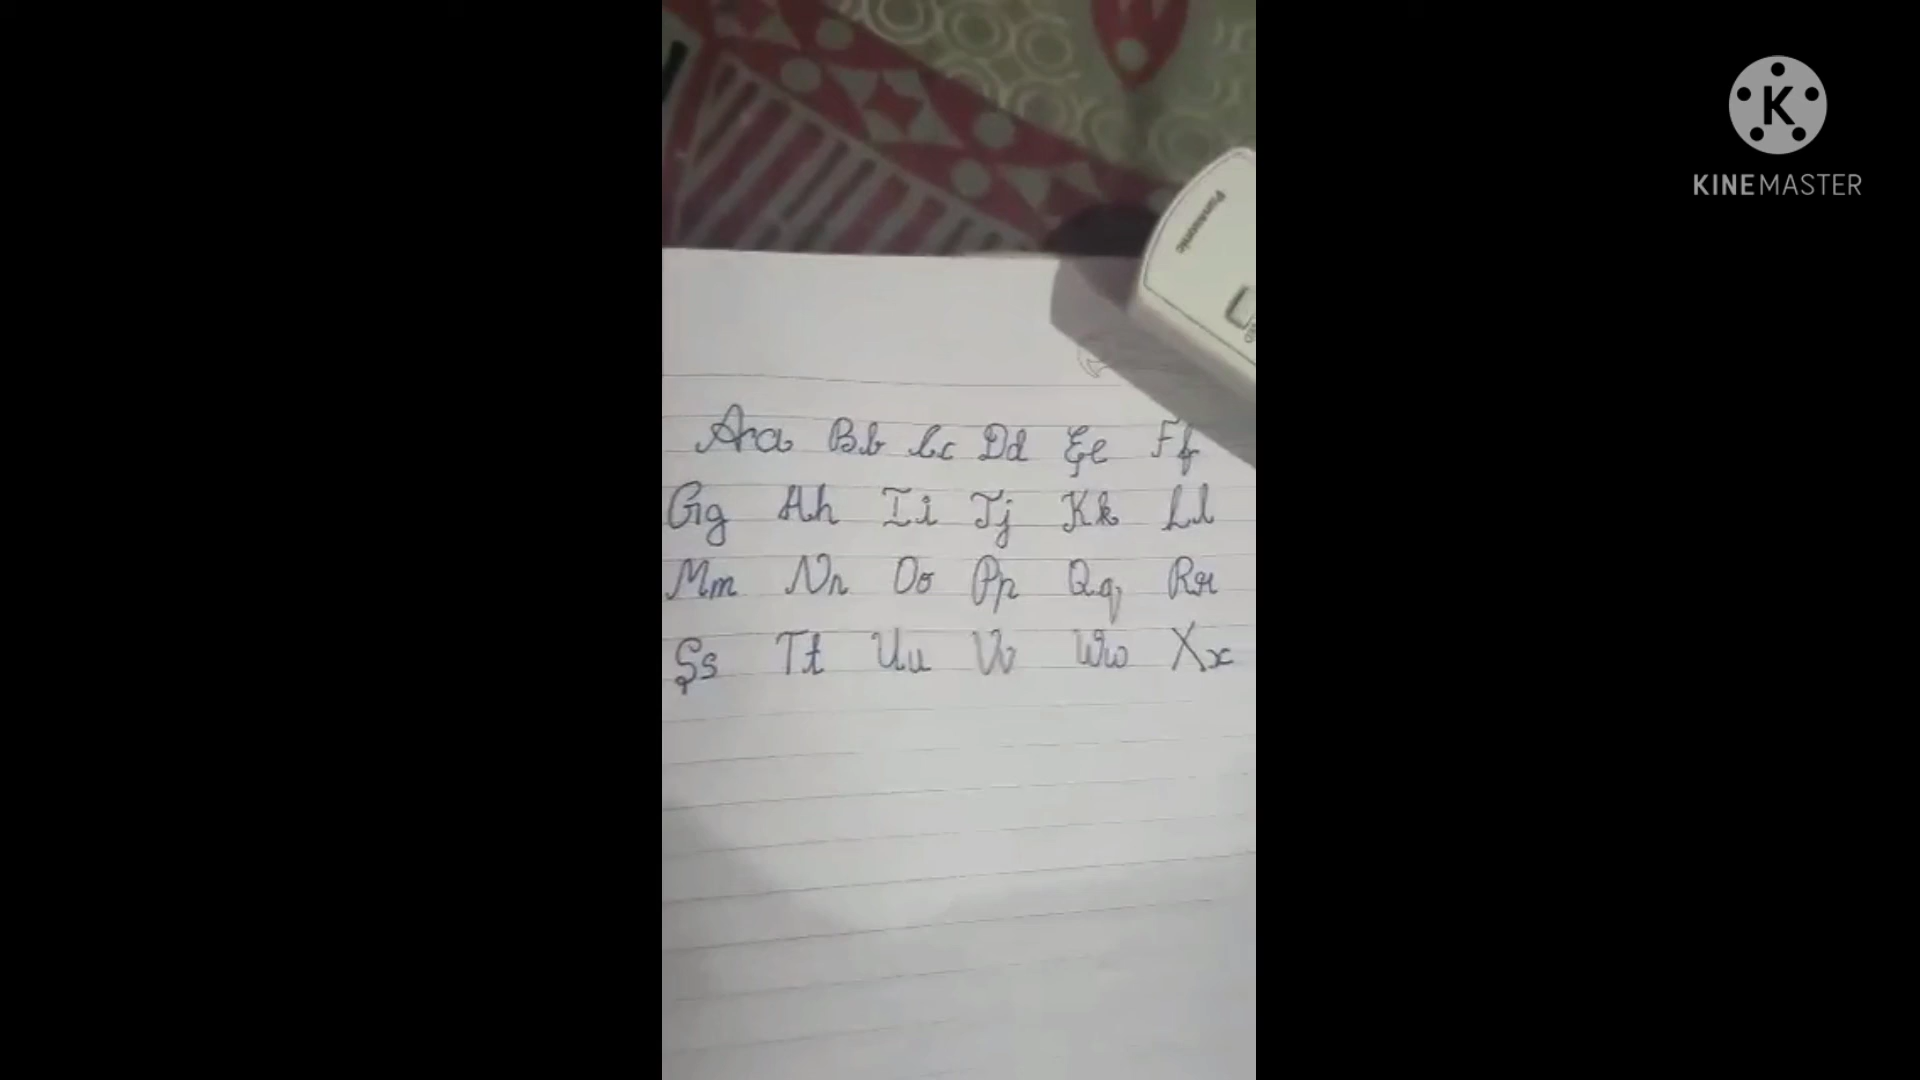 KINEMASTER
Panasonic
Aa Bb Cc Dd Ee Ff
Gg Hh Ii Jj Kk Ll
Mm Nn Oo Pp Qq Rr
Ss Tt Uu Vv Ww Xx